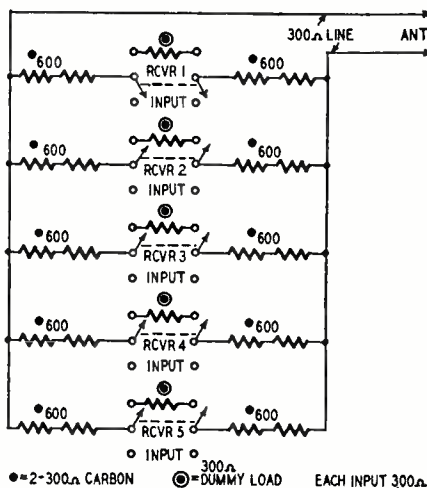 300Ω LINE ANT
●600 ●600
RCVR 1
INPUT
●600 ●600
RCVR 2
INPUT
●600 ●600
RCVR 3
INPUT
●600 ●600
RCVR 4
INPUT
●600 ●600
RCVR 5
INPUT
300Ω
●=2-300Ω CARBON ◉=DUMMY LOAD EACH INPUT 300Ω